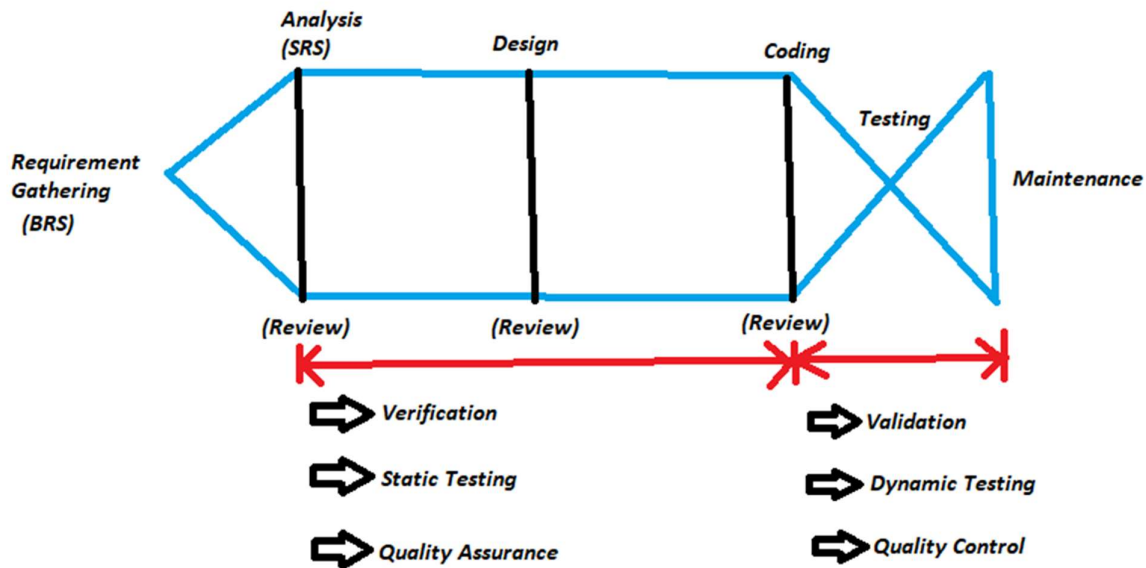 Analysis
(SRS)
Design
Coding
Testing
Requirement
Gathering
(BRS)
Maintenance
(Review)
(Review)
(Review)
Verification
Validation
Static Testing
Dynamic Testing
Quality Assurance
Quality Control